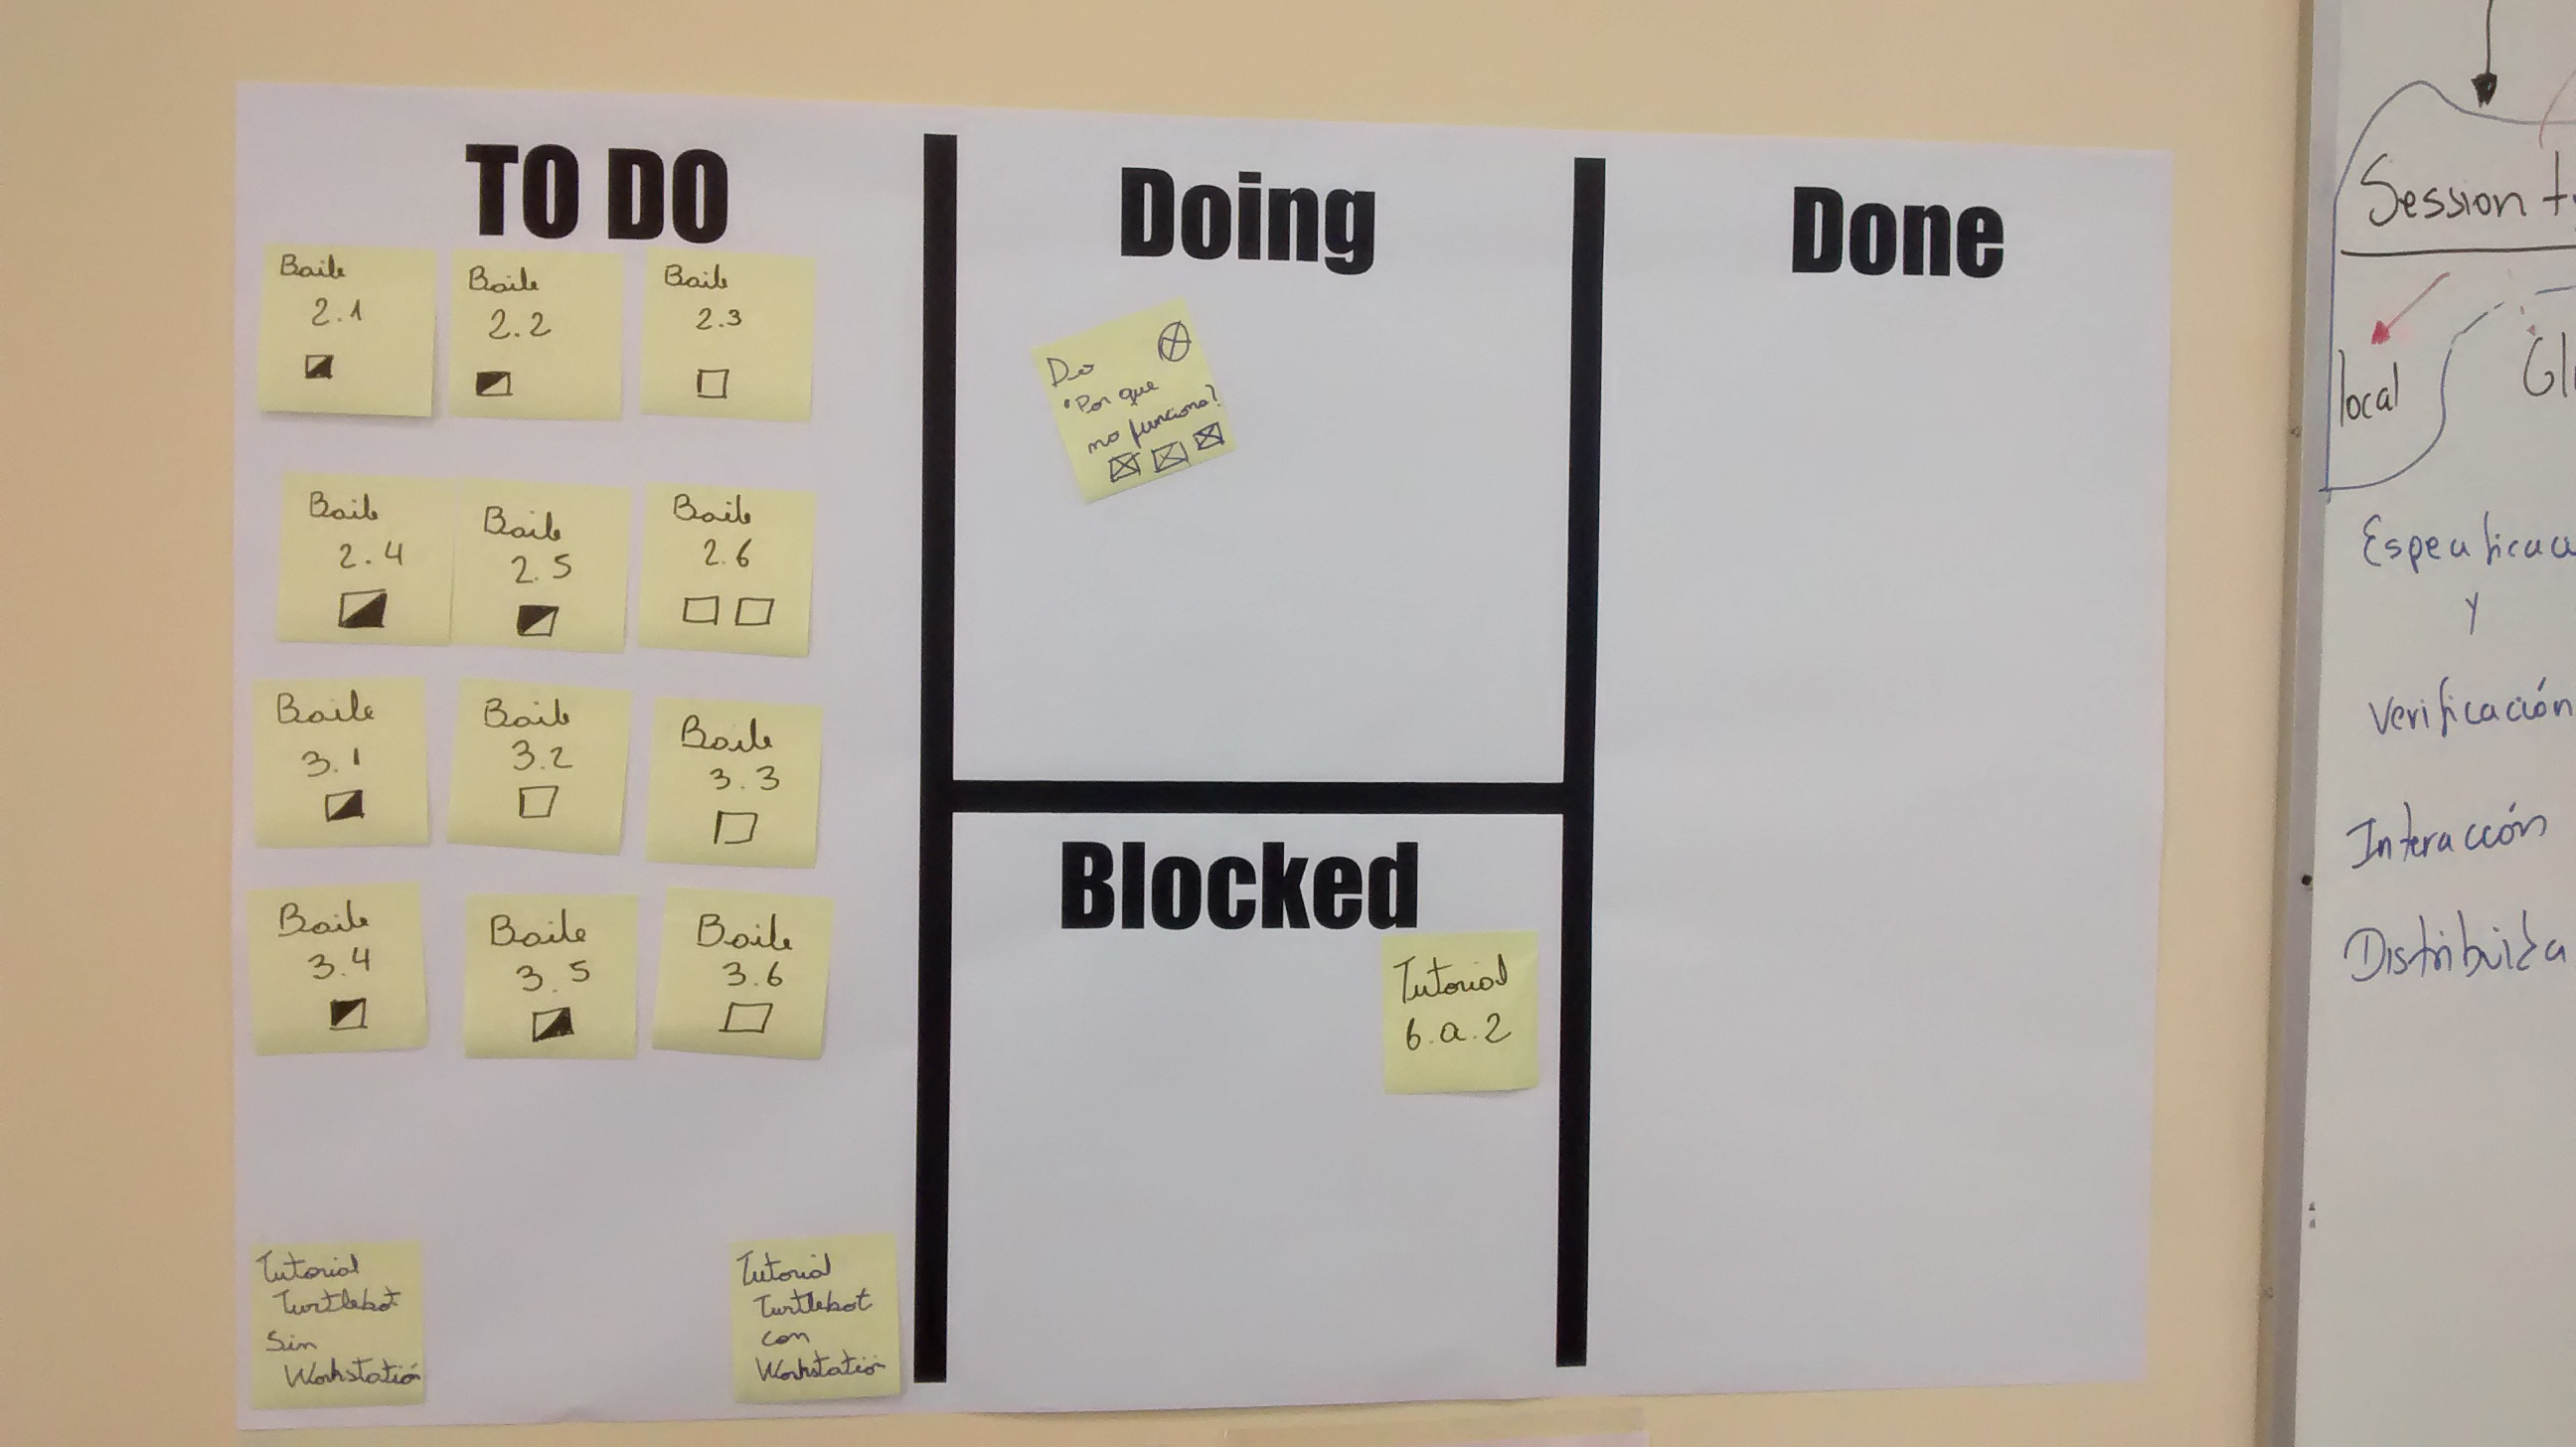 TO DO
Baile
2.1
Baile
2.2
Baile
2.3
Baile
2.4
Baile
2.5
Baile
2.6
Baile
3.1
Baile
3.2
Baile
3.3
Baile
3.4
Baile
3.5
Baile
3.6
Tutorial
Turtlebot
Sin
Workstation
Tutorial
Turtlebot
con
Workstation
Doing
"Por que
no funciona?
Blocked
Tutorial
6.a.2
Done
Session
local
y
Verificación
Interacción
Distribuida